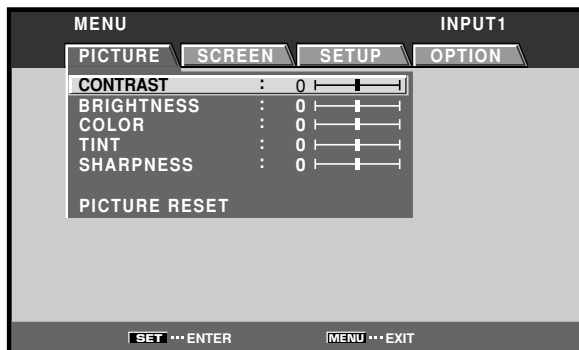 MENU INPUT1
PICTURE SCREEN SETUP OPTION
CONTRAST : 0
BRIGHTNESS : 0
COLOR : 0
TINT : 0
SHARPNESS : 0
PICTURE RESET
SET ··· ENTER MENU ··· EXIT